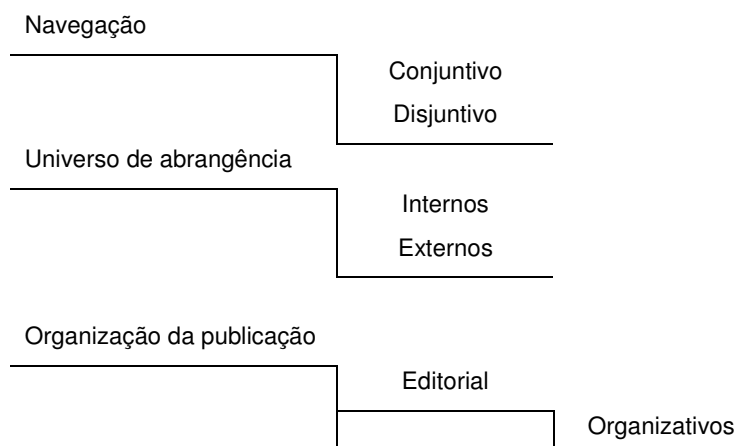 Navegação
Conjuntivo
Disjuntivo
Universo de abrangência
Internos
Externos
Organização da publicação
Editorial
Organizativos